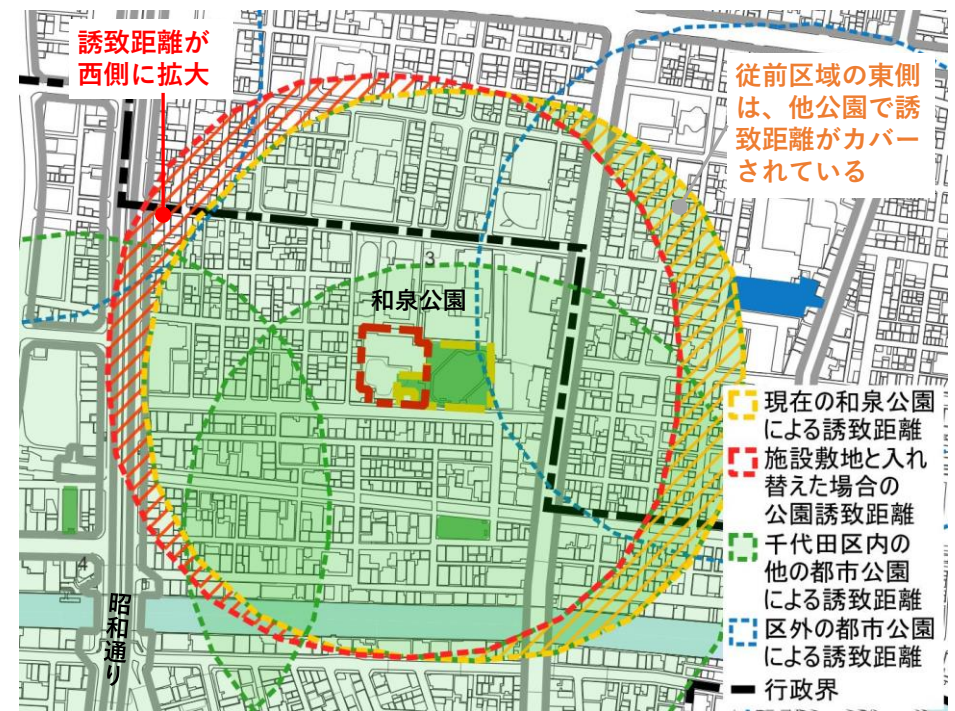 誘致距離が
西側に拡大
従前区域の東側
は、他公園で誘
致距離がカバー
されている
3
和泉公園
4
昭和通り
現在の和泉公園
による誘致距離
施設敷地と入れ
替えた場合の
公園誘致距離
千代田区内の
他の都市公園
による誘致距離
区外の都市公園
による誘致距離
行政界